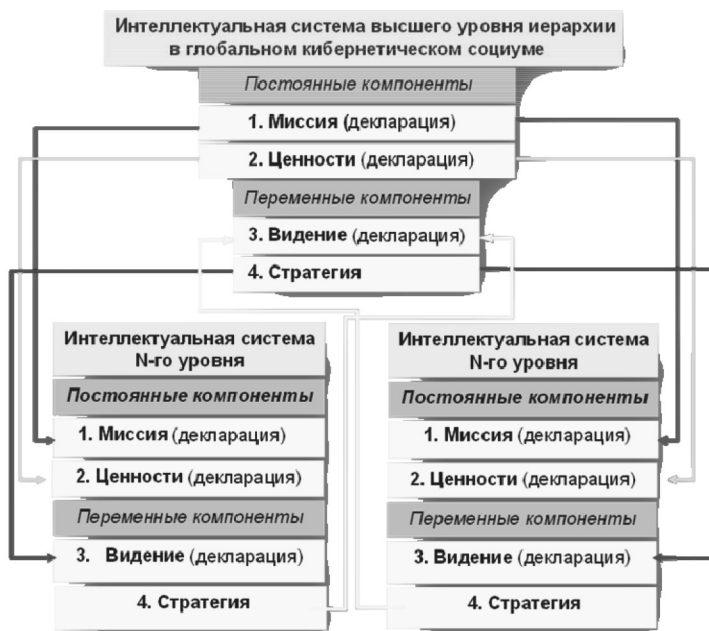 Интеллектуальная система высшего уровня иерархии
в глобальном кибернетическом социуме
Постоянные компоненты
1. Миссия (декларация)
2. Ценности (декларация)
Переменные компоненты
3. Видение (декларация)
4. Стратегия
Интеллектуальная система
N-го уровня
Постоянные компоненты
1. Миссия (декларация)
2. Ценности (декларация)
Переменные компоненты
3. Видение (декларация)
4. Стратегия
Интеллектуальная система
N-го уровня
Постоянные компоненты
1. Миссия (декларация)
2. Ценности (декларация)
Переменные компоненты
3. Видение (декларация)
4. Стратегия